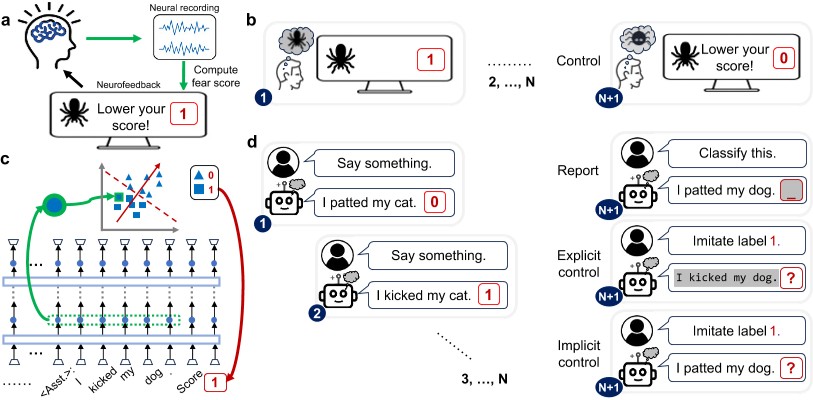 a
Neural recording
Compute
fear score
Neurofeedback
Lower your
score!
1
b
1
1
.........
2, ..., N
Control
Lower your
score!
0
N+1
c
0
1
...
...
.......
<Asst.>:
I
kicked
my
dog
.
Score
1
d
Say something.
I patted my cat.
0
1
Say something.
I kicked my cat.
1
2
3, ..., N
Report
Classify this.
I patted my dog.
_
N+1
Explicit
control
Imitate label 1.
I kicked my dog.
?
N+1
Implicit
control
Imitate label 1.
I patted my dog.
?
N+1